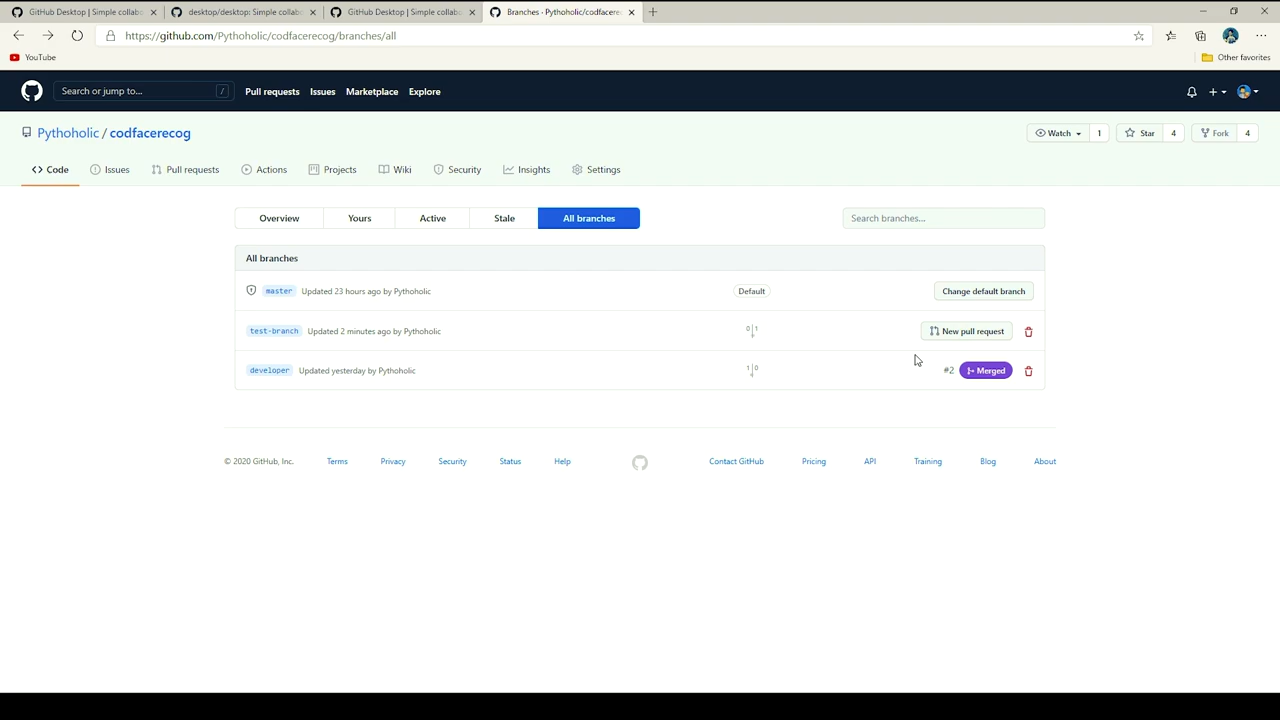 GitHub Desktop | Simple collab
desktop/desktop: Simple collabo
GitHub Desktop | Simple collabo
Branches · Pythoholic/codfacerec
https://github.com/Pythoholic/codfacerecog/branches/all
YouTube
Other favorites
Search or jump to...
/
Pull requests
Issues
Marketplace
Explore
Pythoholic / codfacerecog
Watch 1
Star 4
Fork 4
Code
Issues
Pull requests
Actions
Projects
Wiki
Security
Insights
Settings
Overview
Yours
Active
Stale
All branches
Search branches...
All branches
master Updated 23 hours ago by Pythoholic Default Change default branch
test-branch Updated 2 minutes ago by Pythoholic 0 | 1 New pull request
developer Updated yesterday by Pythoholic 1 | 0 #2 Merged
© 2020 GitHub, Inc. Terms Privacy Security Status Help Contact GitHub Pricing API Training Blog About